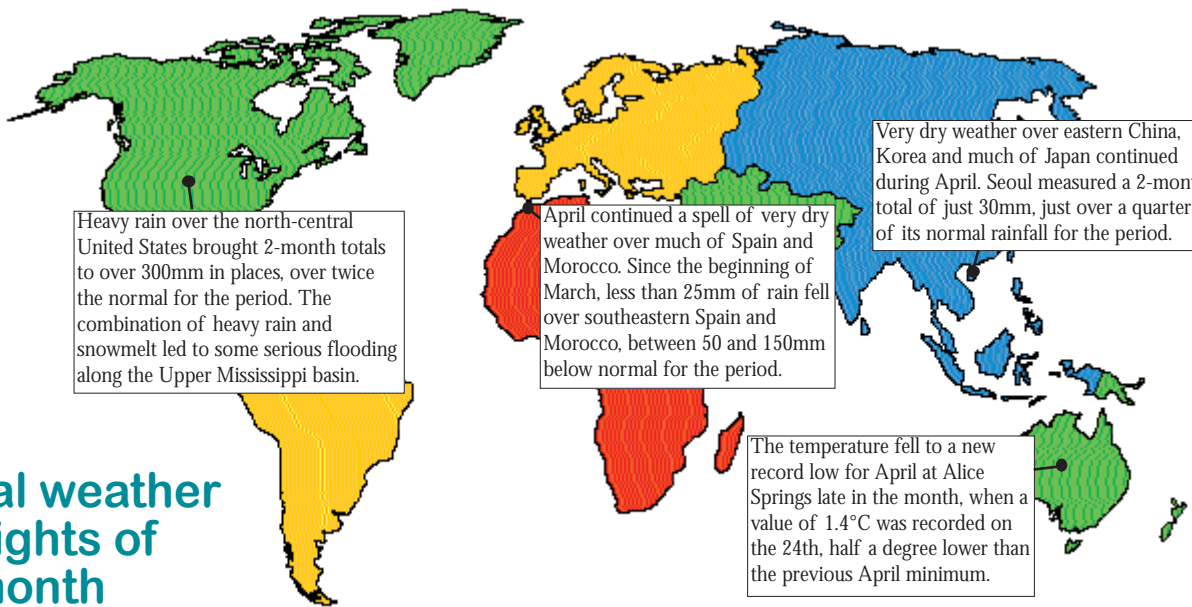 Heavy rain over the north-central
United States brought 2-month totals
to over 300mm in places, over twice
the normal for the period. The
combination of heavy rain and
snowmelt led to some serious flooding
along the Upper Mississippi basin.
April continued a spell of very dry
weather over much of Spain and
Morocco. Since the beginning of
March, less than 25mm of rain fell
over southeastern Spain and
Morocco, between 50 and 150mm
below normal for the period.
Very dry weather over eastern China,
Korea and much of Japan continued
during April. Seoul measured a
total of just 30mm, just over a quarter
of its normal rainfall for the period.
The temperature fell to a new
record low for April at Alice
Springs late in the month, when a
value of 1.4°C was recorded on
the 24th, half a degree lower than
the previous April minimum.
weather
of